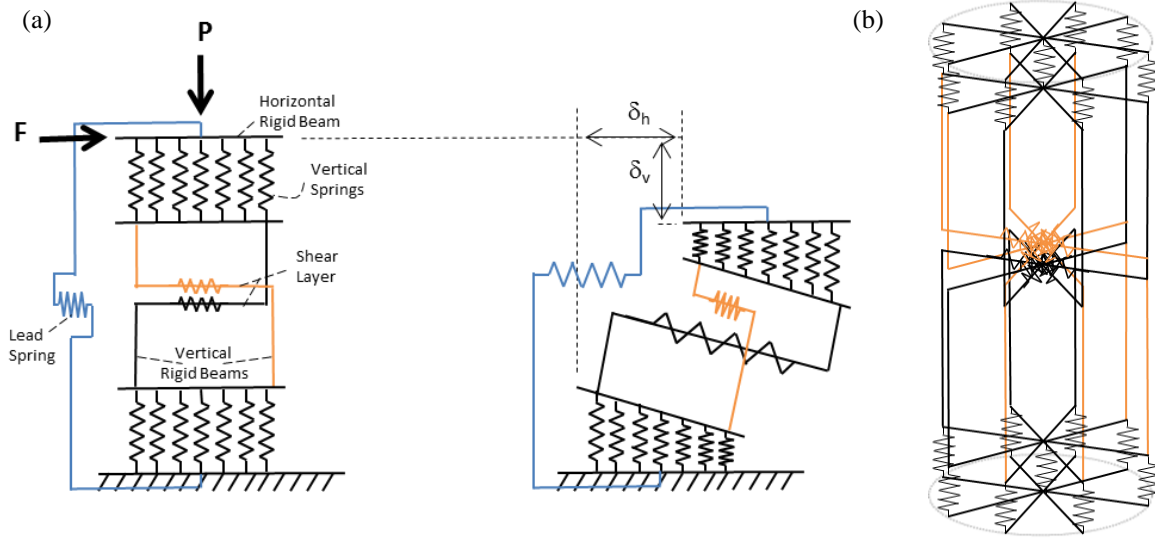 (a)
(b)
P
F
Horizontal
Rigid Beam
Vertical
Springs
Shear
Layer
Lead
Spring
Vertical
Rigid Beams
δh
δv